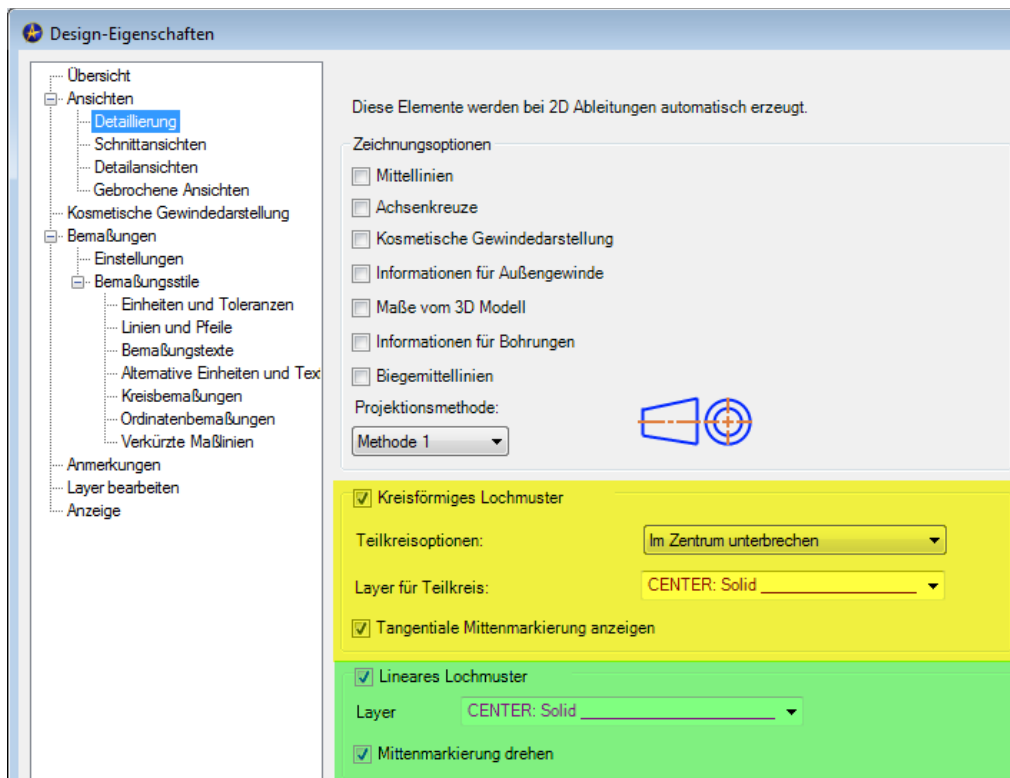 Design-Eigenschaften
Übersicht
Ansichten
Detaillierung
Schnittansichten
Detailansichten
Gebrochene Ansichten
Kosmetische Gewindedarstellung
Bemaßungen
Einstellungen
Bemaßungsstile
Einheiten und Toleranzen
Linien und Pfeile
Bemaßungstexte
Alternative Einheiten und Tex
Kreisbemaßungen
Ordinatenbemaßungen
Verkürzte Maßlinien
Anmerkungen
Layer bearbeiten
Anzeige
Diese Elemente werden bei 2D Ableitungen automatisch erzeugt.
Zeichnungsoptionen
Mittellinien
Achsenkreuze
Kosmetische Gewindedarstellung
Informationen für Außengewinde
Maße vom 3D Modell
Informationen für Bohrungen
Biegemittellinien
Projektionsmethode:
Methode 1
Kreisförmiges Lochmuster
Teilkreisoptionen: Im Zentrum unterbrechen
Layer für Teilkreis: CENTER: Solid
Tangentiale Mittenmarkierung anzeigen
Lineares Lochmuster
Layer CENTER: Solid
Mittenmarkierung drehen